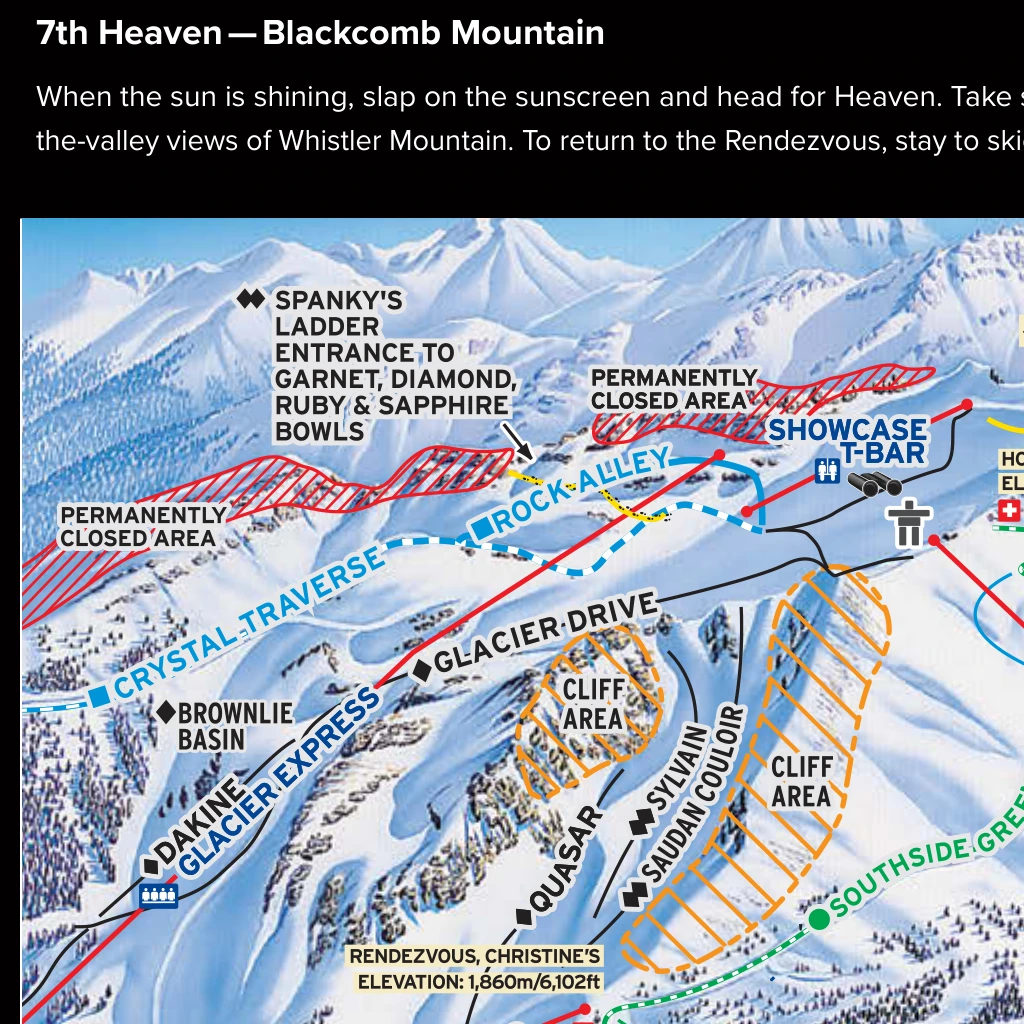 7th Heaven — Blackcomb Mountain
When the sun is shining, slap on the sunscreen and head for Heaven. Take
the-valley views of Whistler Mountain. To return to the Rendezvous, stay to
SPANKY'S
LADDER
ENTRANCE TO
GARNET, DIAMOND,
RUBY & SAPPHIRE
BOWLS
PERMANENTLY
CLOSED AREA
SHOWCASE
T-BAR
ROCK ALLEY
PERMANENTLY
CLOSED AREA
CRYSTAL TRAVERSE
GLACIER DRIVE
BROWNLIE
BASIN
CLIFF
AREA
GLACIER EXPRESS
DAKINE
SYLVAIN
SAUDAN COULOIR
CLIFF
AREA
QUASAR
SOUTHSIDE
RENDEZVOUS, CHRISTINE'S
ELEVATION: 1,860m/6,102ft